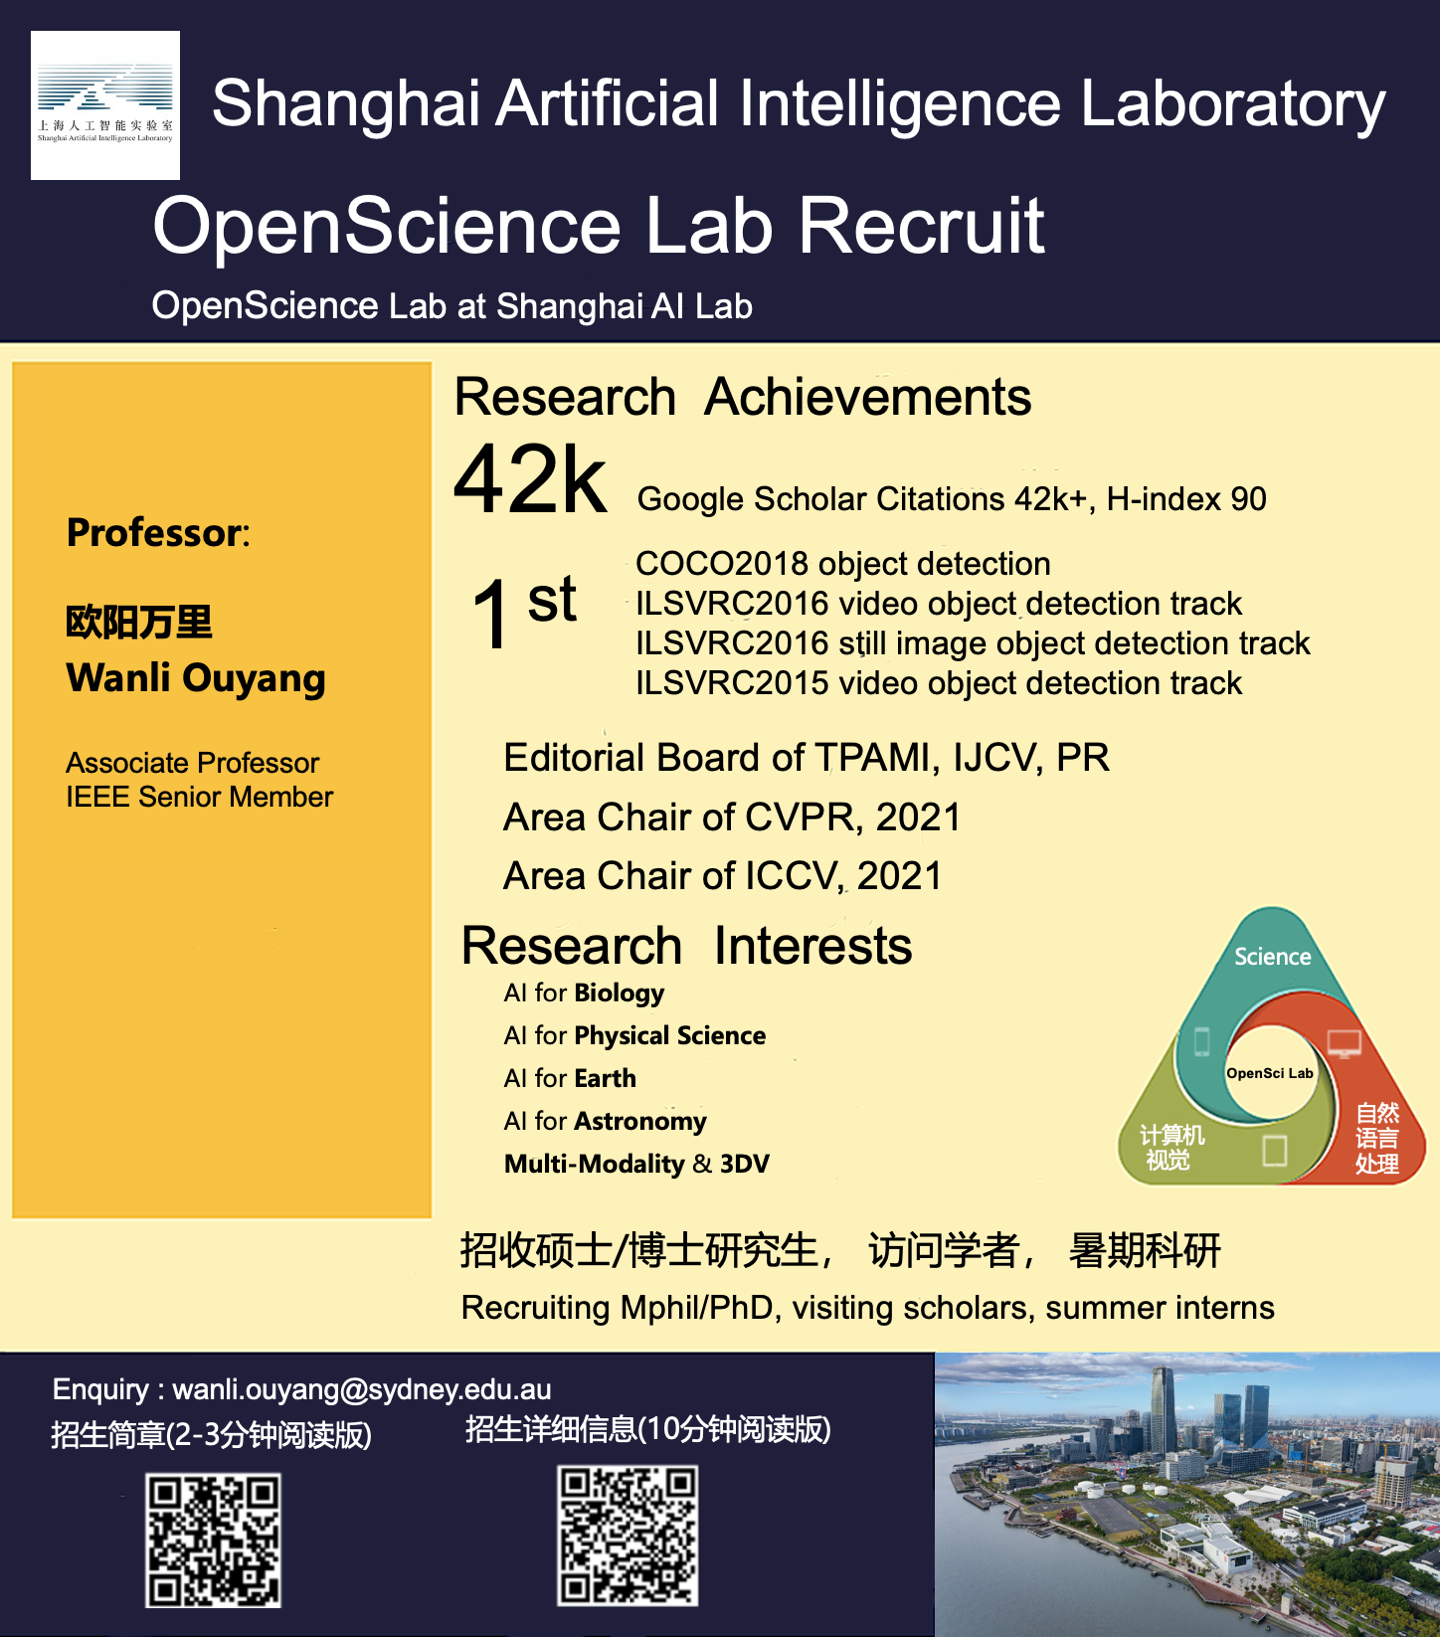 上海人工智能实验室
Shanghai Artificial Intelligence Laboratory
Shanghai Artificial Intelligence Laboratory
OpenScience Lab Recruit
OpenScience Lab at Shanghai AI Lab
Professor:
欧阳万里
Wanli Ouyang
Associate Professor
IEEE Senior Member
Research Achievements
42k Google Scholar Citations 42k+, H-index 90
1st
COCO2018 object detection
ILSVRC2016 video object detection track
ILSVRC2016 still image object detection track
ILSVRC2015 video object detection track
Editorial Board of TPAMI, IJCV, PR
Area Chair of CVPR, 2021
Area Chair of ICCV, 2021
Research Interests
AI for Biology
AI for Physical Science
AI for Earth
AI for Astronomy
Multi-Modality & 3DV
Science
OpenSci Lab
计算机
视觉
自然
语言
处理
招收硕士/博士研究生， 访问学者， 暑期科研
Recruiting Mphil/PhD, visiting scholars, summer interns
Enquiry : wanli.ouyang@sydney.edu.au
招生简章(2-3分钟阅读版)
招生详细信息(10分钟阅读版)